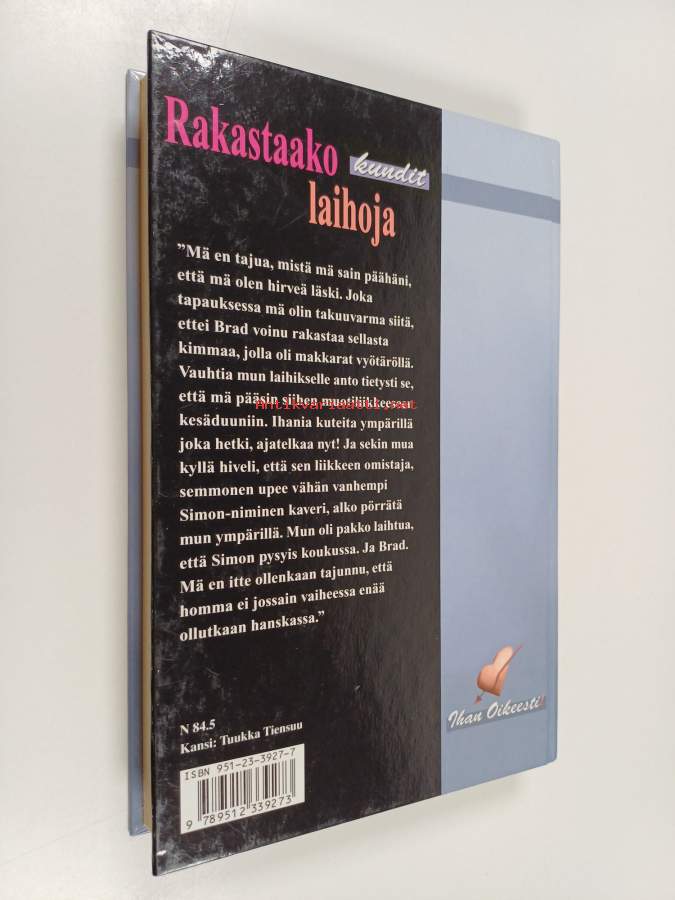 Rakastaako kundit
laihoja
”Mä en tajua, mistä mä sain päähäni,
että mä olen hirveä läski. Joka
tapauksessa mä olin takuuvarma siitä,
ettei Brad voinu rakastaa sellasta
kimmaa, jolla oli makkarat vyötäröllä.
Vauhtia mun laihikselle anto tietysti se,
että mä pääsin siihen muotiliikkeeseen
Antikvariaatti.net
kesäduuniin. Ihania kuteita ympärillä
joka hetki, ajatelkaa nyt! Ja sekin mua
kyllä hiveli, että sen liikkeen omistaja,
semmonen upee vähän vanhempi
Simon-niminen kaveri, alko pörrätä
mun ympärillä. Mun oli pakko laihtua,
että Simon pysyis koukussa. Ja Brad.
Mä en itte ollenkaan tajunnu, että
homma ei jossain vaiheessa enää
ollutkaan hanskassa.”
Ihan Oikeesti!
N 84.5
Kansi: Tuukka Tiensuu
ISBN 951-23-3927-7
9 789512 339273